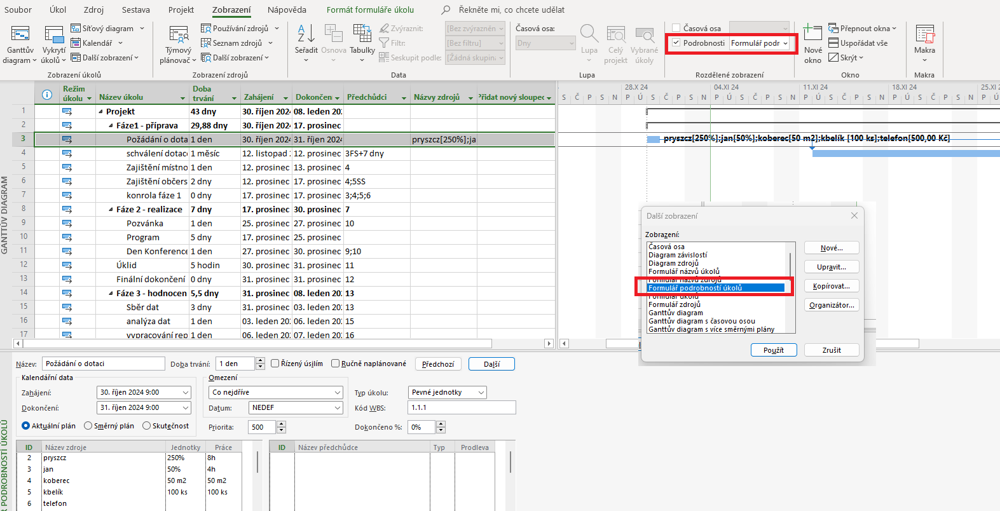 Soubor Úkol Zdroj Sestava Projekt Zobrazení Nápověda Formát formuláře úkolu Řekněte mi, co chcete udělat
Ganttův diagram
Vykrytí úkolů
Síťový diagram
Kalendář
Další zobrazení
Zobrazení úkolů
Týmový plánovač
Používání zdrojů
Seznam zdrojů
Další zobrazení
Zobrazení zdrojů
Seřadit
Osnova
Tabulky
Zvýraznit: [Bez zvýrazněn
Filtr: [Bez filtru]
Seskupit podle: [Žádná skupin
Data
Časová osa:
Dny
Lupa
Celý projekt
Vybrané úkoly
Lupa
Časová osa
Podrobnosti Formulář podr
Rozdělené zobrazení
Nové okno
Přepnout okna
Uspořádat vše
Skrýt
Okno
Makra
Makra
GANTTŮV DIAGRAM
Režim úkolu Název úkolu Doba trvání Zahájení Dokončen Předchůdci Názvy zdrojů Přidat nový sloupec
28.X 24 04.XI 24 11.XI 24 18.XI 24 25.XI
S Č P S N P Ú S Č P S N P Ú S Č P S N P Ú S Č P S N P Ú
1 Projekt 43 dny 30. říjen 2024 08. leden 202
2 Fáze1 - příprava 29,88 dny 30. říjen 2024 17. prosinec
3 Požádání o dota 1 den 30. říjen 2024 31. říjen 2024 pryszcz[250%];ja
pryszcz[250%];jan[50%];koberec[50 m2];kbelík [100 ks];telefon[500,00 Kč]
4 schválení dotac 1 měsíc 12. listopad 2 12. prosinec 3FS+7 dny
5 Zajištění místno 1 den 12. prosinec 13. prosinec 4
6 Zajištění občers 2 dny 12. prosinec 17. prosinec 4;5SS
7 konrola fáze 1 0 dny 17. prosinec 17. prosinec 3;4;5;6
8 Fáze 2 - realizace 7 dny 17. prosinec 30. prosinec 7
9 Pozvánka 1 den 25. prosinec 27. prosinec 10
10 Program 5 dny 17. prosinec 25. prosinec
11 Den Konference 1 den 27. prosinec 30. prosinec 9;10
12 Úklid 5 hodin 30. prosinec 31. prosinec 11
13 Finální dokončení 0 dny 31. prosinec 31. prosinec 12
14 Fáze 3 - hodnocen 5,5 dny 31. prosinec 08. leden 202 13
15 Sběr dat 3 dny 31. prosinec 03. leden 202 13
16 analýza dat 1 den 03. leden 202 06. leden 202 15
17 vypracování rep 1 den 06. leden 202 07. leden 202 16
Další zobrazení
Zobrazení:
Časová osa
Diagram závislostí
Diagram zdrojů
Formulář názvů úkolů
Formulář názvů zdrojů
Formulář podrobností úkolů
Formulář úkolů
Formulář zdrojů
Ganttův diagram
Ganttův diagram s časovou osou
Ganttův diagram s více směrnými plány
Nové...
Upravit...
Kopírovat...
Organizátor...
Použít Zrušit
R PODROBNOSTÍ ÚKOLŮ
Název: Požádání o dotaci Doba trvání: 1 den Řízený úsilím Ručně naplánované Předchozí Další
Kalendářní data
Zahájení: 30. říjen 2024 9:00
Dokončení: 31. říjen 2024 9:00
Aktuální plán Směrný plán Skutečnost
Omezení
Co nejdříve
Datum: NEDEF
Priorita: 500
Typ úkolu: Pevné jednotky
Kód WBS: 1.1.1
Dokončeno %: 0%
ID Název zdroje Jednotky Práce
2 pryszcz 250% 8h
3 jan 50% 4h
4 koberec 50 m2 50 m2
5 kbelík 100 ks 100 ks
6 telefon
ID Název předchůdce Typ Prodleva